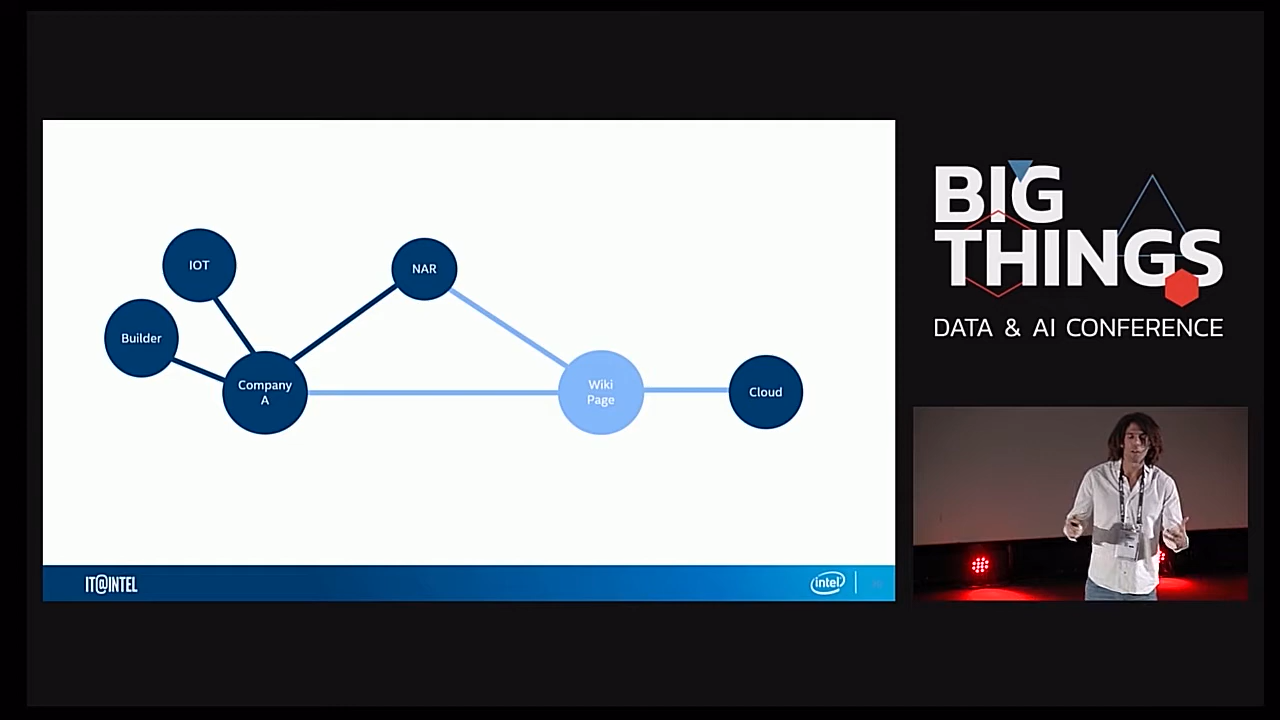 IOT
NAR
Builder
Company
A
Wiki
Page
Cloud
IT@INTEL
intel
BIG
THINGS
DATA & AI CONFERENCE